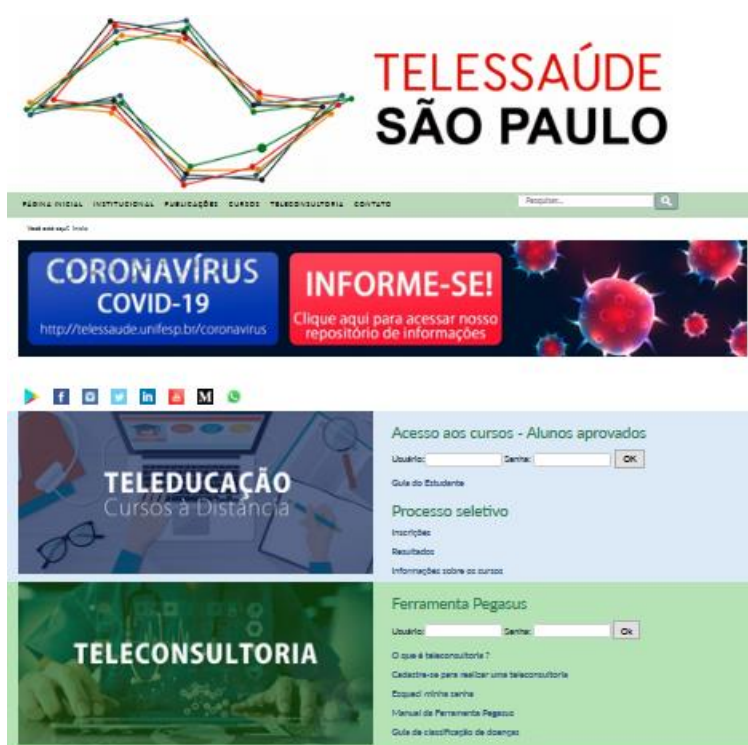 TELESSAÚDE
SÃO PAULO
PÁGINA INICIAL INSTITUCIONAL PUBLICAÇÕES CURSOS TELECONSULTORIA CONTATO
Pesquisar...
Você está aqui: Início
CORONAVÍRUS
COVID-19
http://telessaude.unifesp.br/coronavirus
INFORME-SE!
Clique aqui para acessar nosso
repositório de informações
TELEDUCAÇÃO
Cursos à Distância
Acesso aos cursos - Alunos aprovados
Usuário: Senha: OK
Guia do Estudante
Processo seletivo
Inscrições
Resultados
Informações sobre os cursos
TELECONSULTORIA
Ferramenta Pegasus
Usuário: Senha: Ok
O que é teleconsultoria ?
Cadastre-se para realizar uma teleconsultoria
Esqueci minha senha
Manual da Ferramenta Pegasus
Guia de classificação de doenças